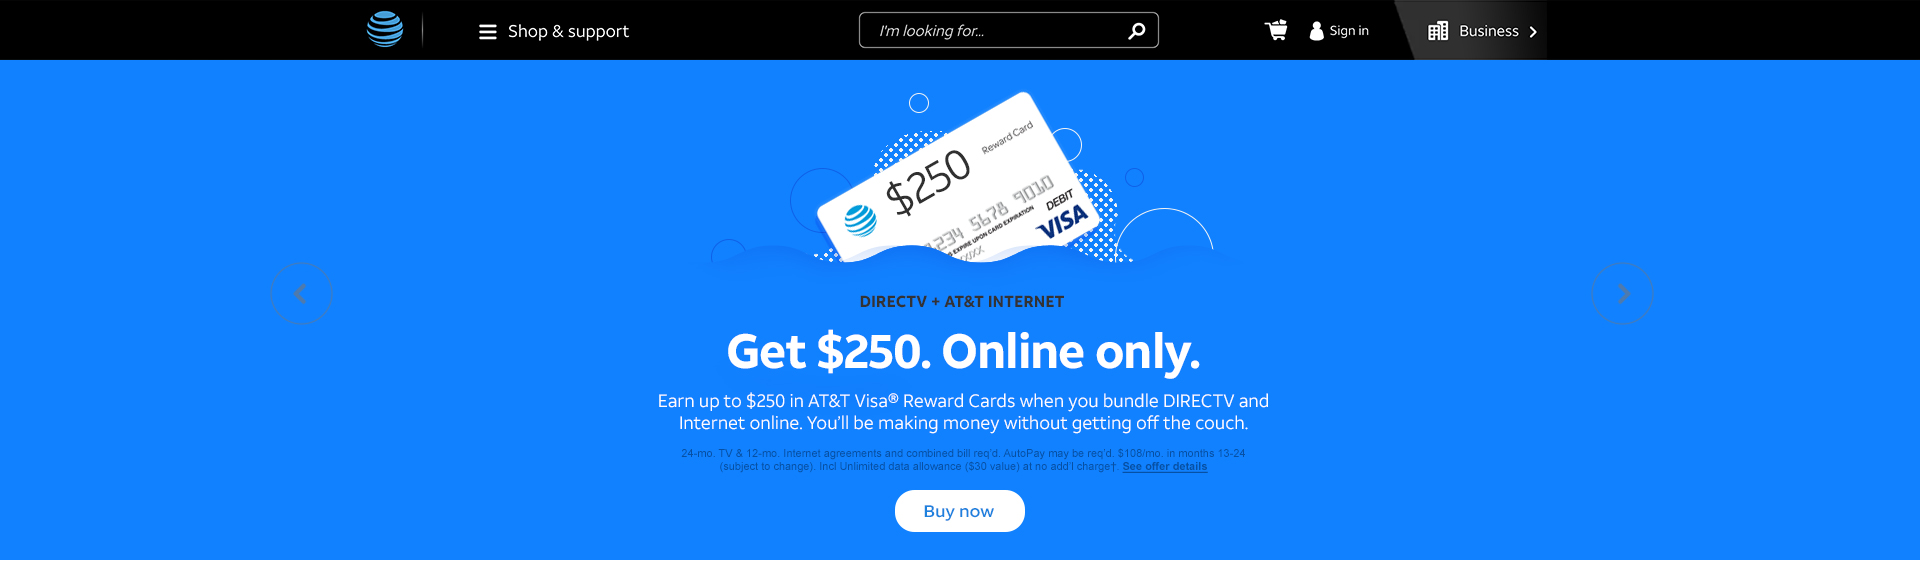 Shop & support
I'm looking for...
Sign in
Business
$250
Reward Card
1234 5678 9010
EXPIRE UPON CARD EXPIRATION
DEBIT
VISA
DIRECTV + AT&T INTERNET
Get $250. Online only.
Earn up to $250 in AT&T Visa® Reward Cards when you bundle DIRECTV and
Internet online. You'll be making money without getting off the couch.
24-mo. TV & 12-mo. Internet agreements and combined bill req'd. AutoPay may be req'd. $108/mo. in months 13-24
(subject to change). Incl Unlimited data allowance ($30 value) at no add'l charge†. See offer details
Buy now